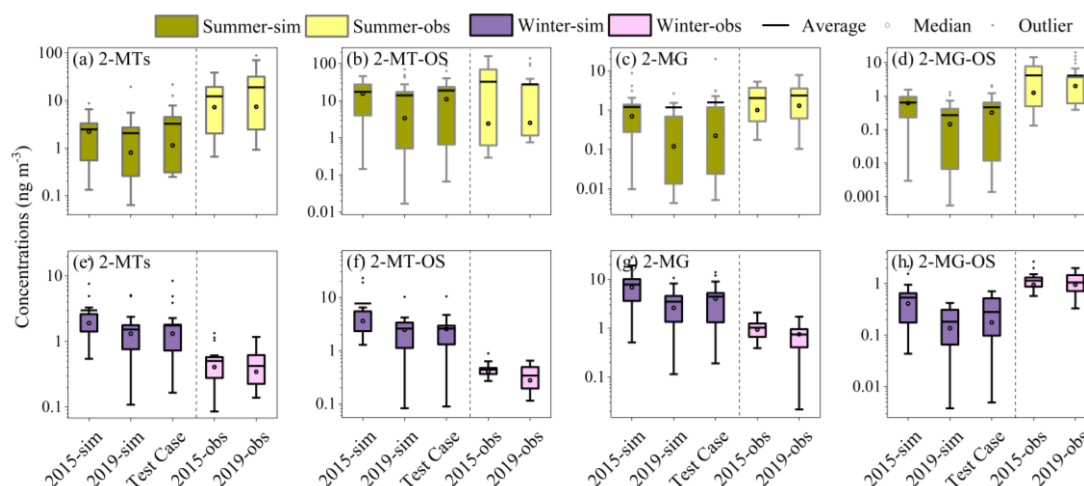 Summer-sim Summer-obs Winter-sim Winter-obs Average Median Outlier
Concentrations (ng m⁻³)
(a) 2-MTs
100
10
1
0.1
(b) 2-MT-OS
100
10
1
0.1
0.01
(c) 2-MG
10
1
0.1
0.01
(d) 2-MG-OS
10
1
0.1
0.01
0.001
(e) 2-MTs
10
1
0.1
(f) 2-MT-OS
10
1
0.1
(g) 2-MG
10
1
0.1
(h) 2-MG-OS
1
0.1
0.01
2015-sim 2019-sim Test Case 2015-obs 2019-obs
2015-sim 2019-sim Test Case 2015-obs 2019-obs
2015-sim 2019-sim Test Case 2015-obs 2019-obs
2015-sim 2019-sim Test Case 2015-obs 2019-obs